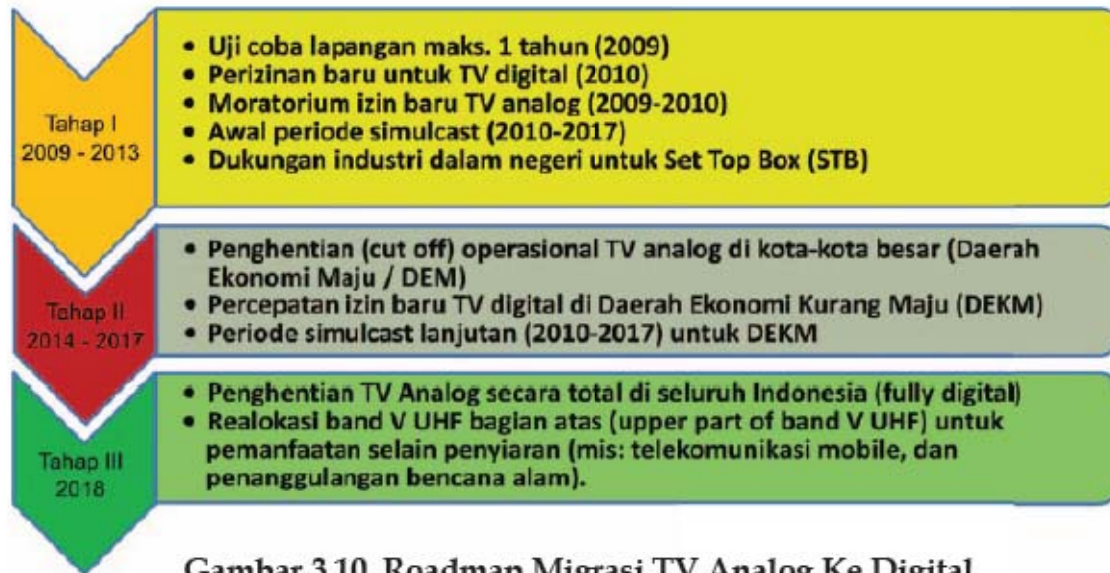 Tahap I
2009 - 2013
• Uji coba lapangan maks. 1 tahun (2009)
• Perizinan baru untuk TV digital (2010)
• Moratorium izin baru TV analog (2009-2010)
• Awal periode simulcast (2010-2017)
• Dukungan industri dalam negeri untuk Set Top Box (STB)
Tahap II
2014 - 2017
• Penghentian (cut off) operasional TV analog di kota-kota besar (Daerah
Ekonomi Maju / DEM)
• Percepatan izin baru TV digital di Daerah Ekonomi Kurang Maju (DEKM)
• Periode simulcast lanjutan (2010-2017) untuk DEKM
Tahap III
2018
• Penghentian TV Analog secara total di seluruh Indonesia (fully digital)
• Realokasi band V UHF bagian atas (upper part of band V UHF) untuk
pemanfaatan selain penyiaran (mis: telekomunikasi mobile, dan
penanggulangan bencana alam).
Gambar 3.10. Roadmap Migrasi TV Analog Ke Digital